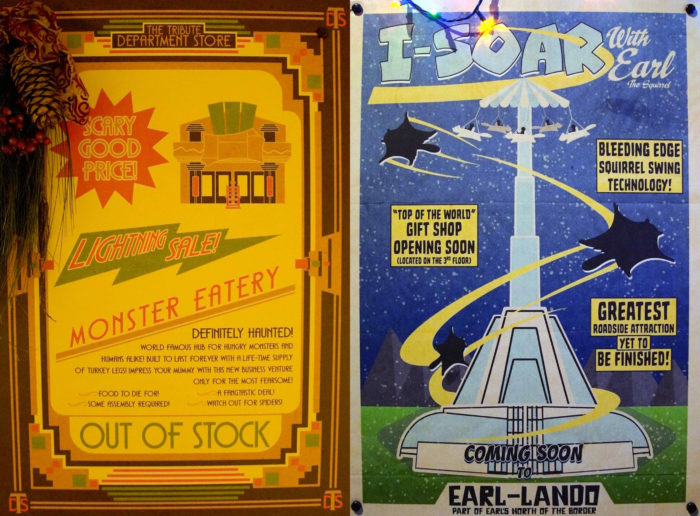 DTS
THE TRIBUTE
DEPARTMENT STORE
SCARY
GOOD
PRICE!
LIGHTNING SALE!
MONSTER EATERY
DEFINITELY HAUNTED!
WORLD FAMOUS HUB FOR HUNGRY MONSTERS AND
HUMANS ALIKE! BUILT TO LAST FOREVER WITH A LIFE-TIME SUPPLY
OF TURKEY LEGS! IMPRESS YOUR MUMMY WITH THIS NEW BUSINESS VENTURE
ONLY FOR THE MOST FEARSOME!
FOOD TO DIE FOR!
A FANGTASTIC DEAL!
SOME ASSEMBLY REQUIRED!
WATCH OUT FOR SPIDERS!
OUT OF STOCK
DTS
DTS
I-SOAR With
Earl
The Squirrel
BLEEDING EDGE
SQUIRREL SWING
TECHNOLOGY!
"TOP OF THE WORLD"
GIFT SHOP
OPENING SOON
(LOCATED ON THE 3RD FLOOR)
GREATEST
ROADSIDE ATTRACTION
YET TO
BE FINISHED!
COMING SOON
TO
EARL-LANDO
PART OF EARL'S NORTH OF THE BORDER